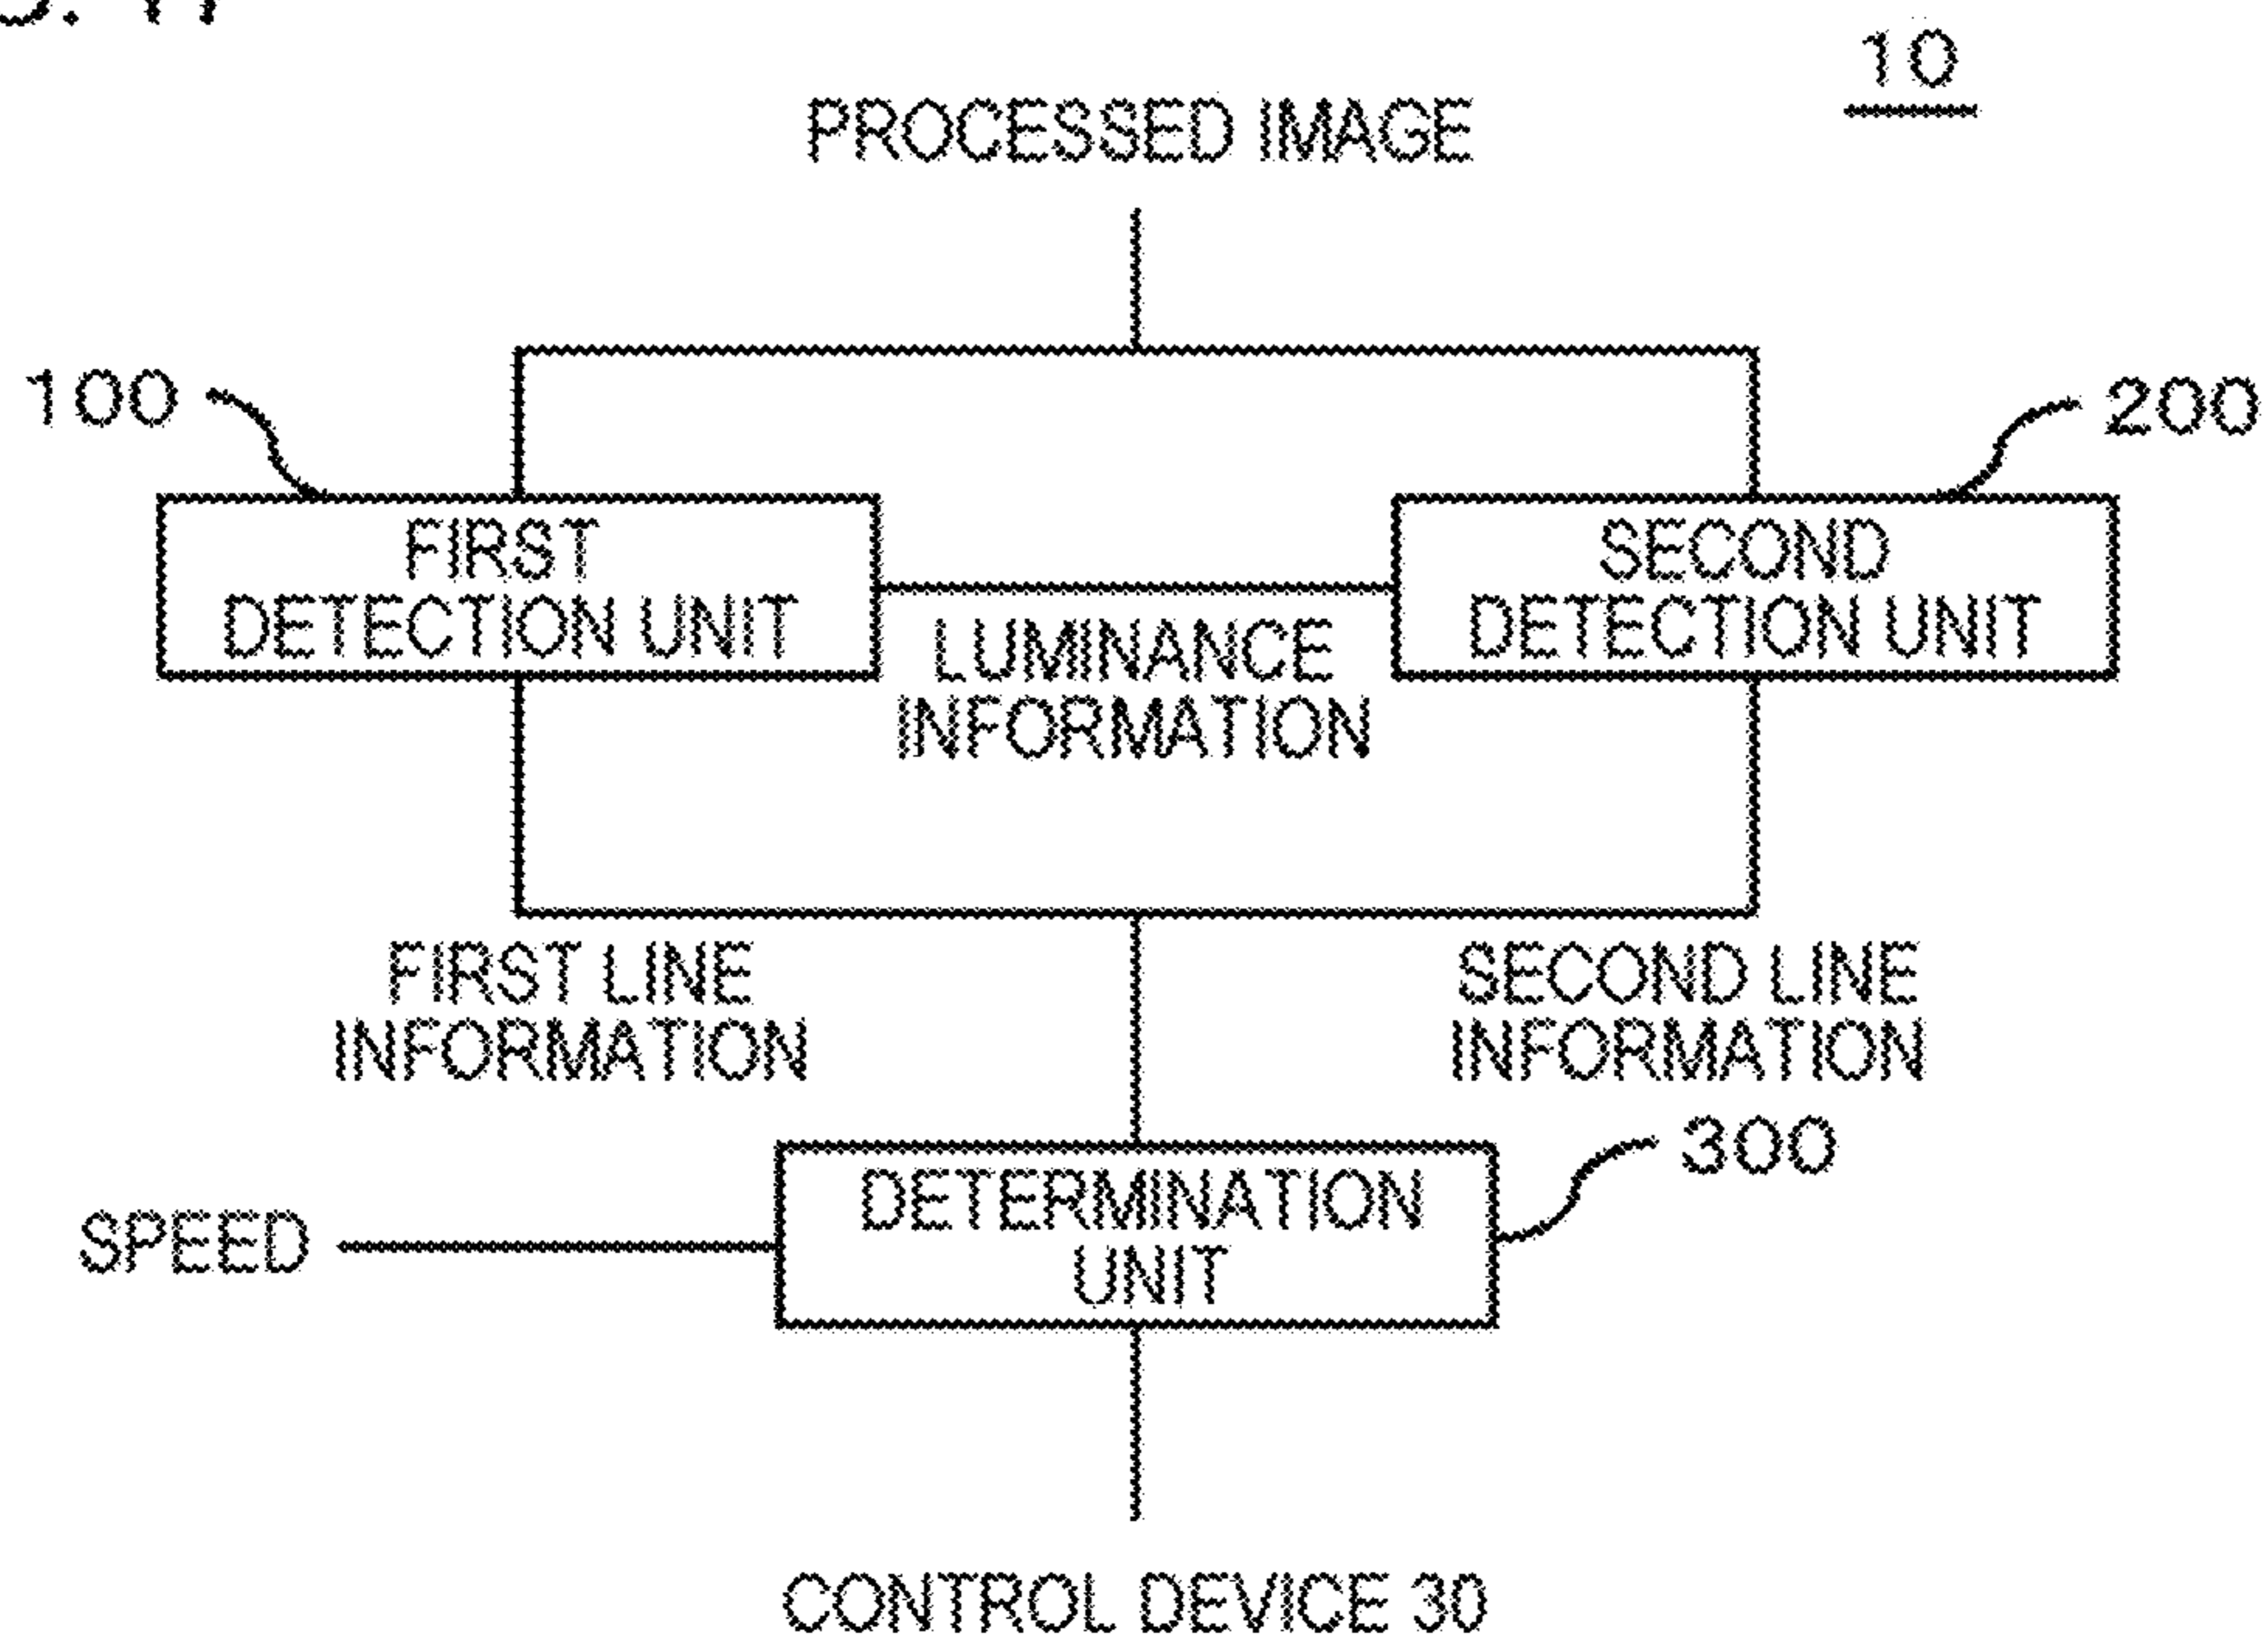 10
PROCESSED IMAGE
100
200
FIRST
DETECTION UNIT
SECOND
DETECTION UNIT
LUMINANCE
INFORMATION
FIRST LINE
INFORMATION
SECOND LINE
INFORMATION
300
DETERMINATION
UNIT
SPEED
CONTROL DEVICE 30